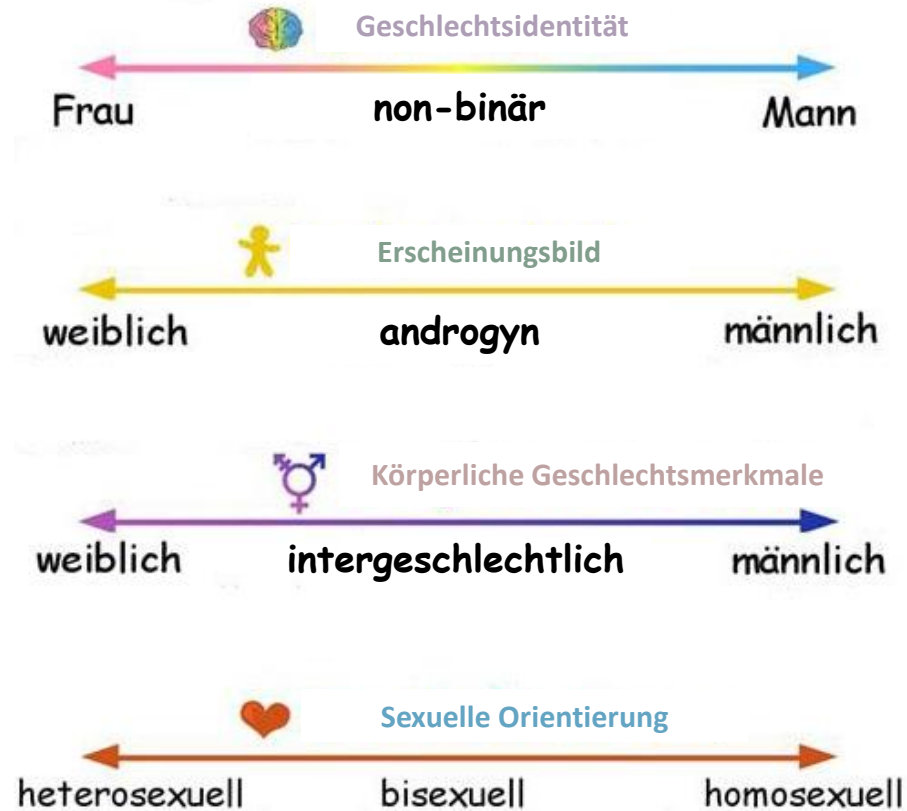 Geschlechtsidentität
Frau non-binär Mann
Erscheinungsbild
weiblich androgyn männlich
Körperliche Geschlechtsmerkmale
weiblich intergeschlechtlich männlich
Sexuelle Orientierung
heterosexuell bisexuell homosexuell